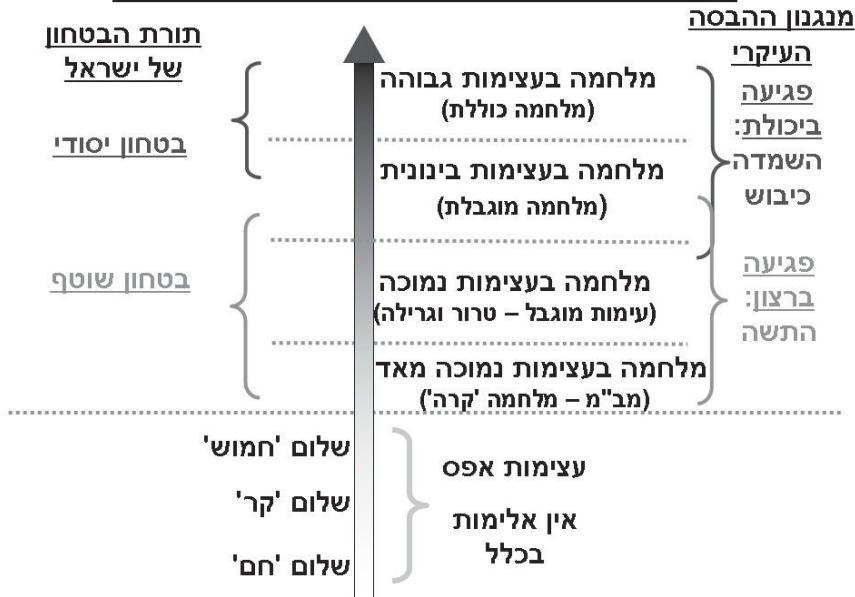 מנגנון ההבסה
העיקרי
פגיעה
ביכולת:
השמדה
כיבוש
פגיעה
ברצון:
התשה
מלחמה בעצימות גבוהה
(מלחמה כוללת)
מלחמה בעצימות בינונית
(מלחמה מוגבלת)
מלחמה בעצימות נמוכה
(עימות מוגבל – טרור וגרילה)
מלחמה בעצימות נמוכה מאד
(מב"מ – מלחמה 'קרה')
תורת הבטחון
של ישראל
בטחון יסודי
בטחון שוטף
עצימות אפס
אין אלימות
בכלל
שלום 'חמוש'
שלום 'קר'
שלום 'חם'